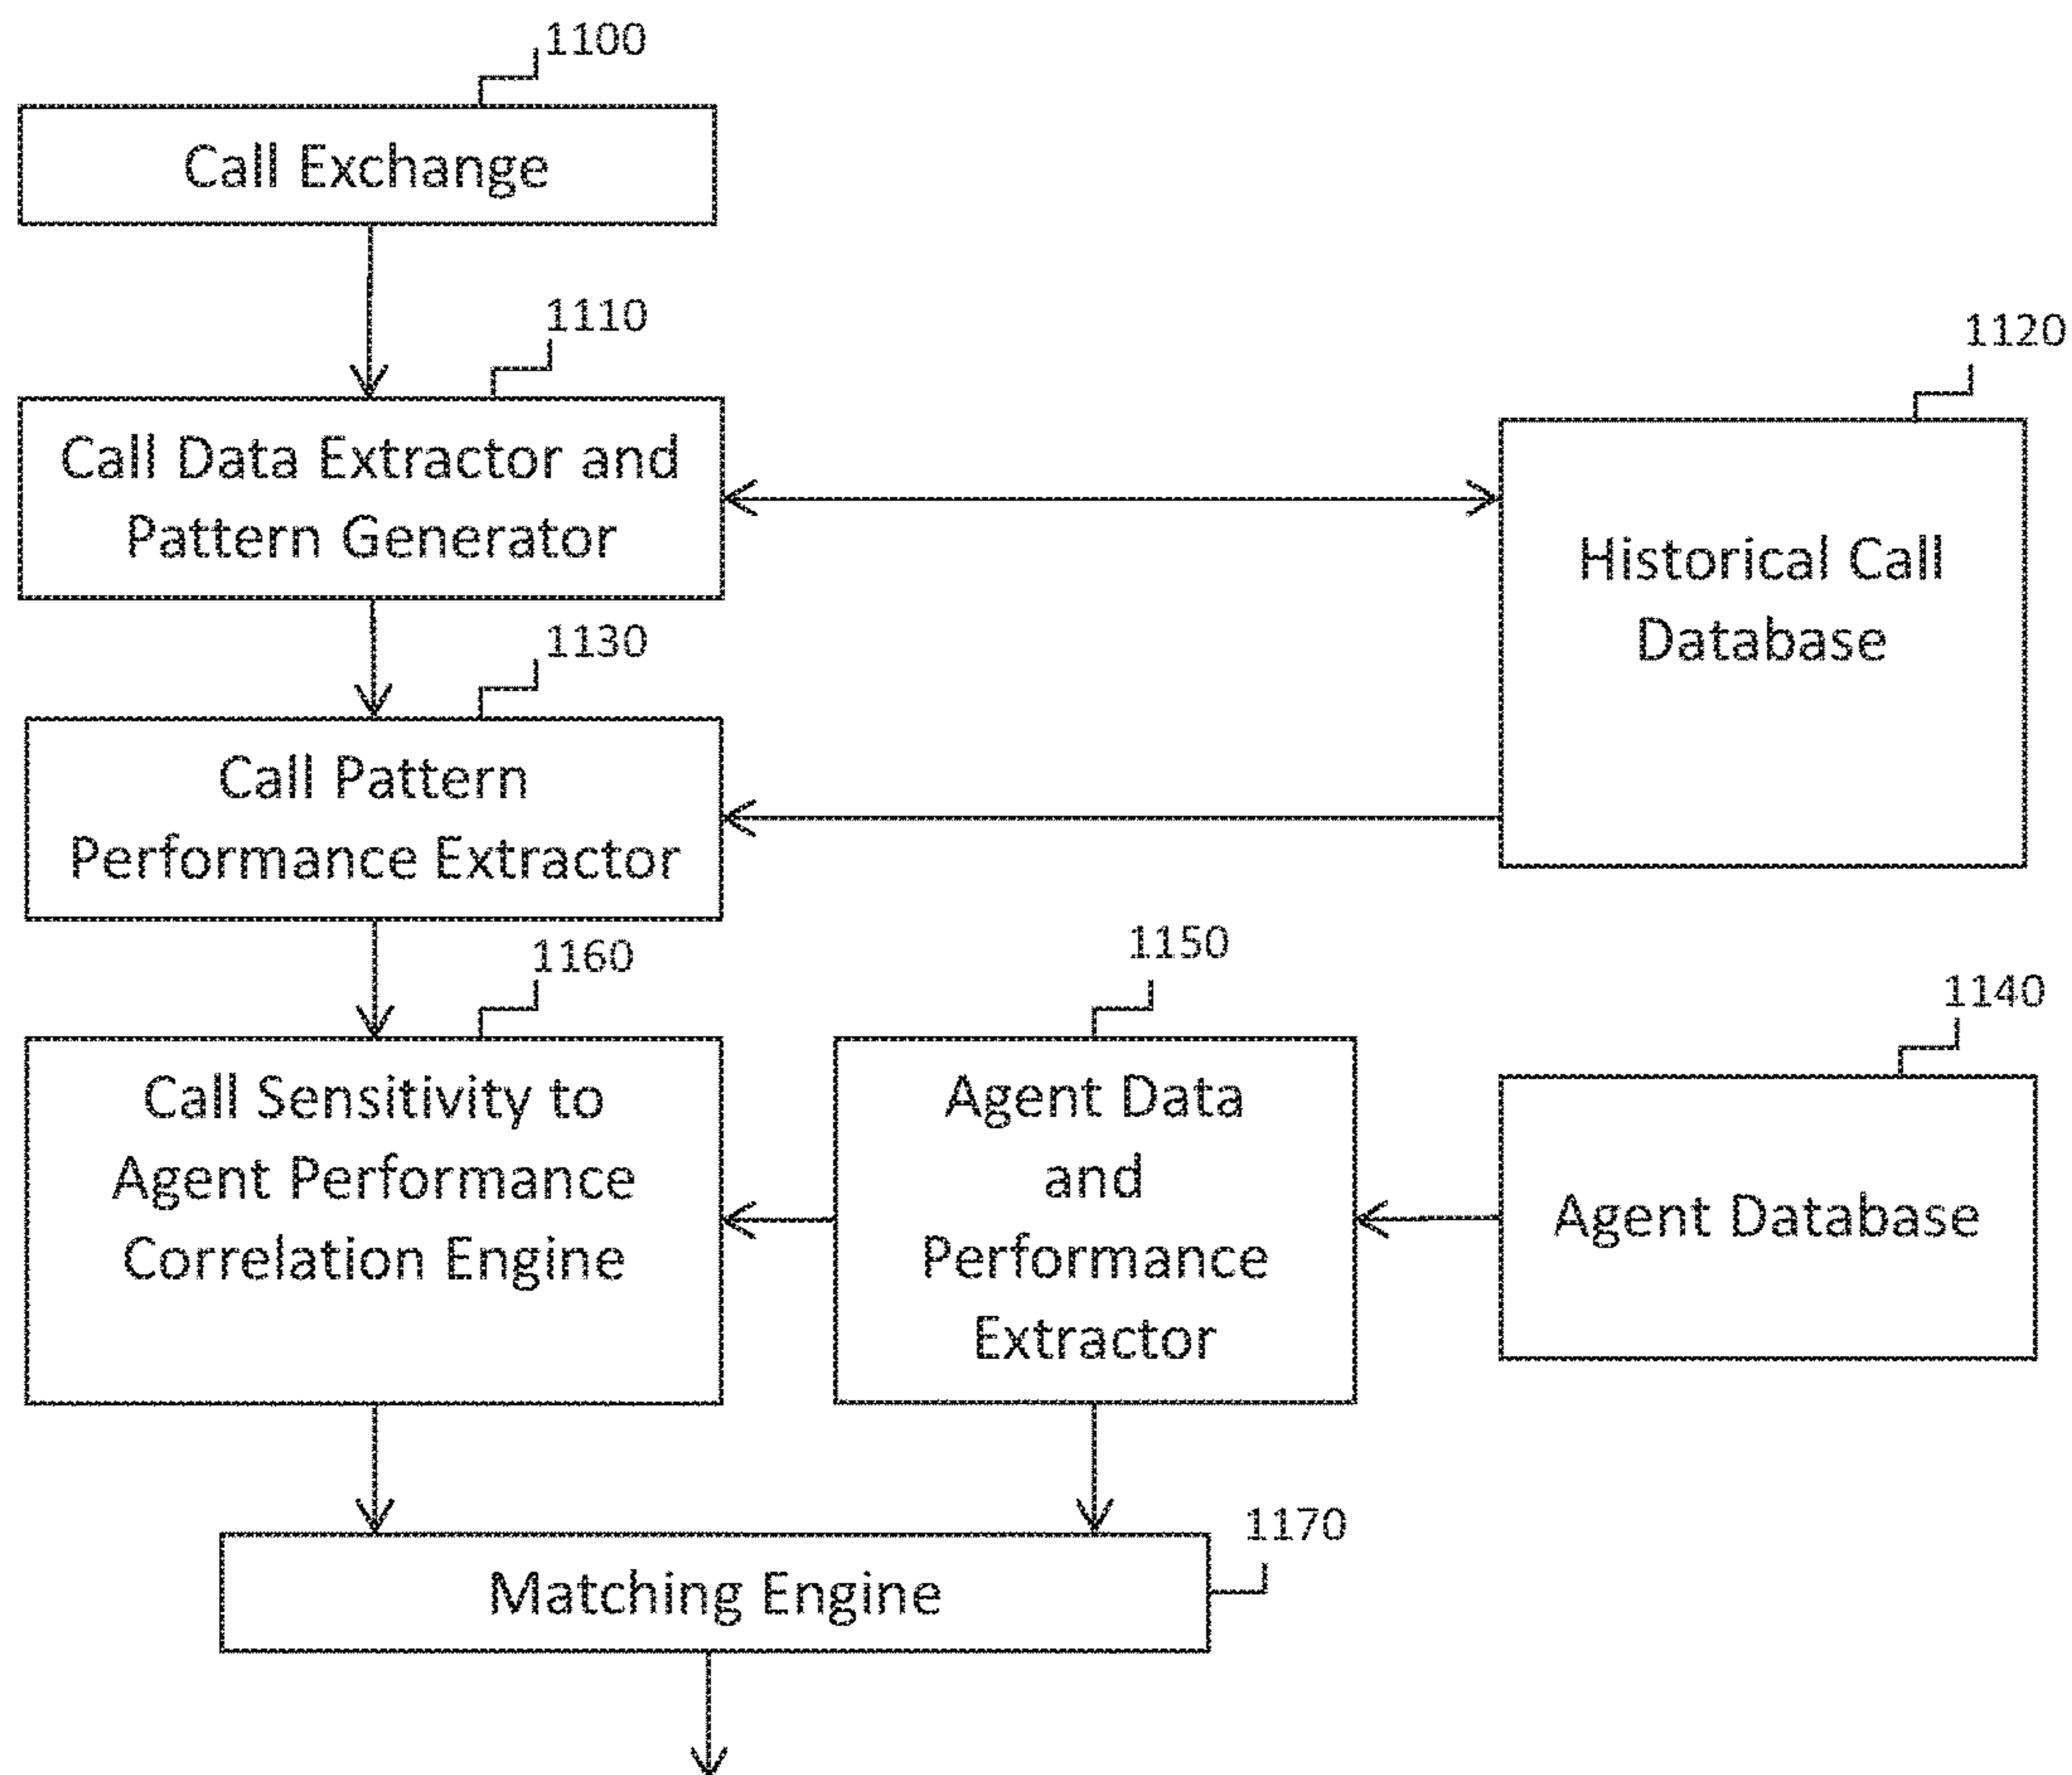 1100
Call Exchange
1110
1120
Call Data Extractor and
Pattern Generator
Historical Call
Database
1130
Call Pattern
Performance Extractor
1160
1150
1140
Call Sensitivity to
Agent Performance
Correlation Engine
Agent Data
and
Performance
Extractor
Agent Database
1170
Matching Engine